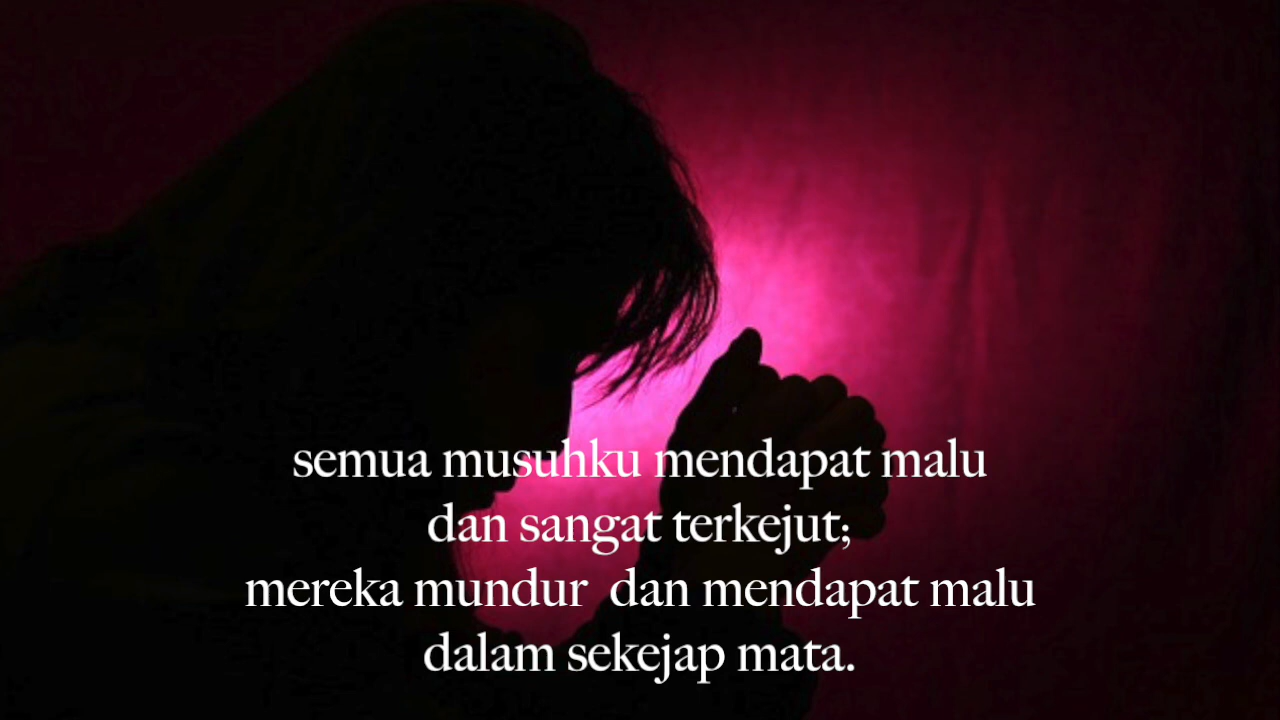 semua musuhku mendapat malu
dan sangat terkejut;
mereka mundur  dan mendapat malu
dalam sekejap mata.